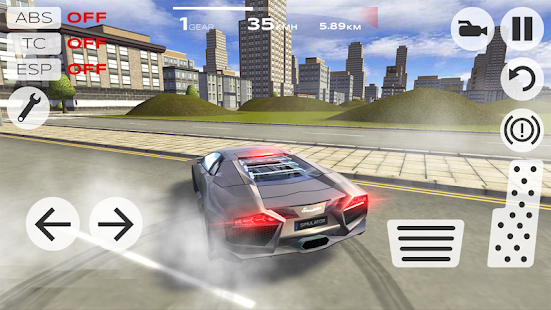 ABS OFF
TC OFF
ESP OFF
1GEAR 35KMH 5.89KM
SIMULATOR